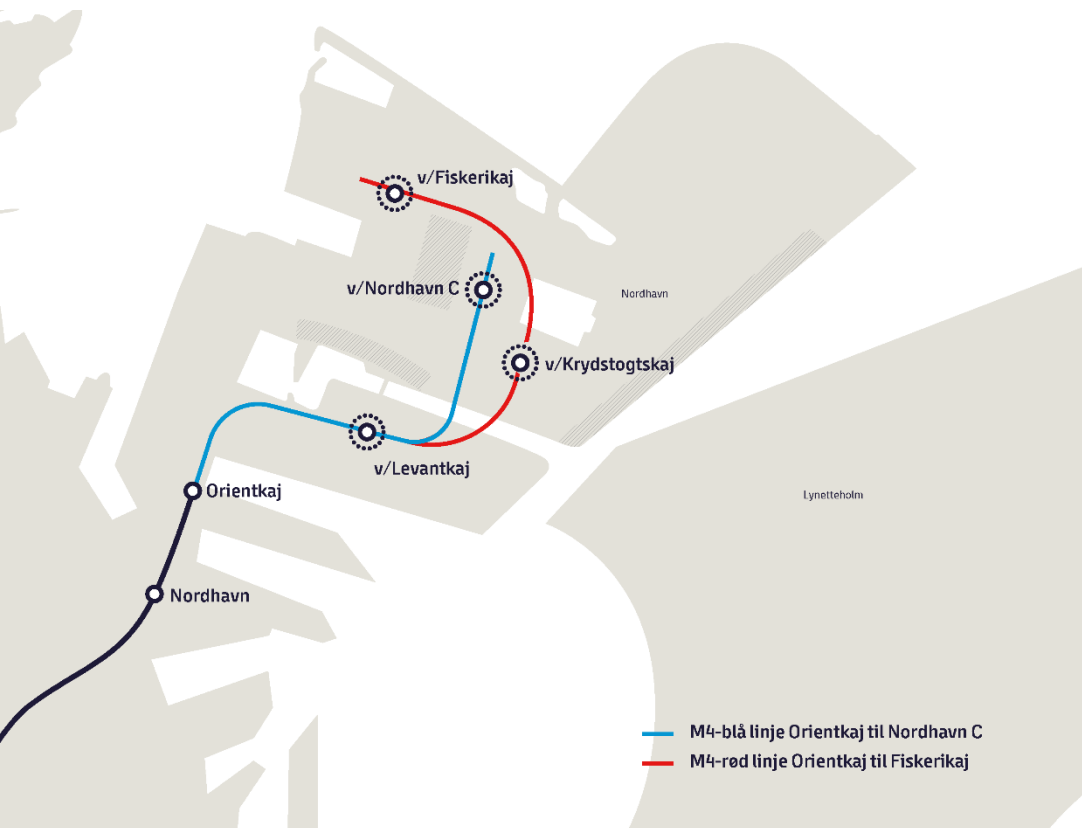 v/Fiskerikaj
v/Nordhavn C
Nordhavn
v/Krydstogtskaj
v/Levantkaj
Orientkaj
Lynetteholm
Nordhavn
M4-blå linje Orientkaj til Nordhavn C
M4-rød linje Orientkaj til Fiskerikaj